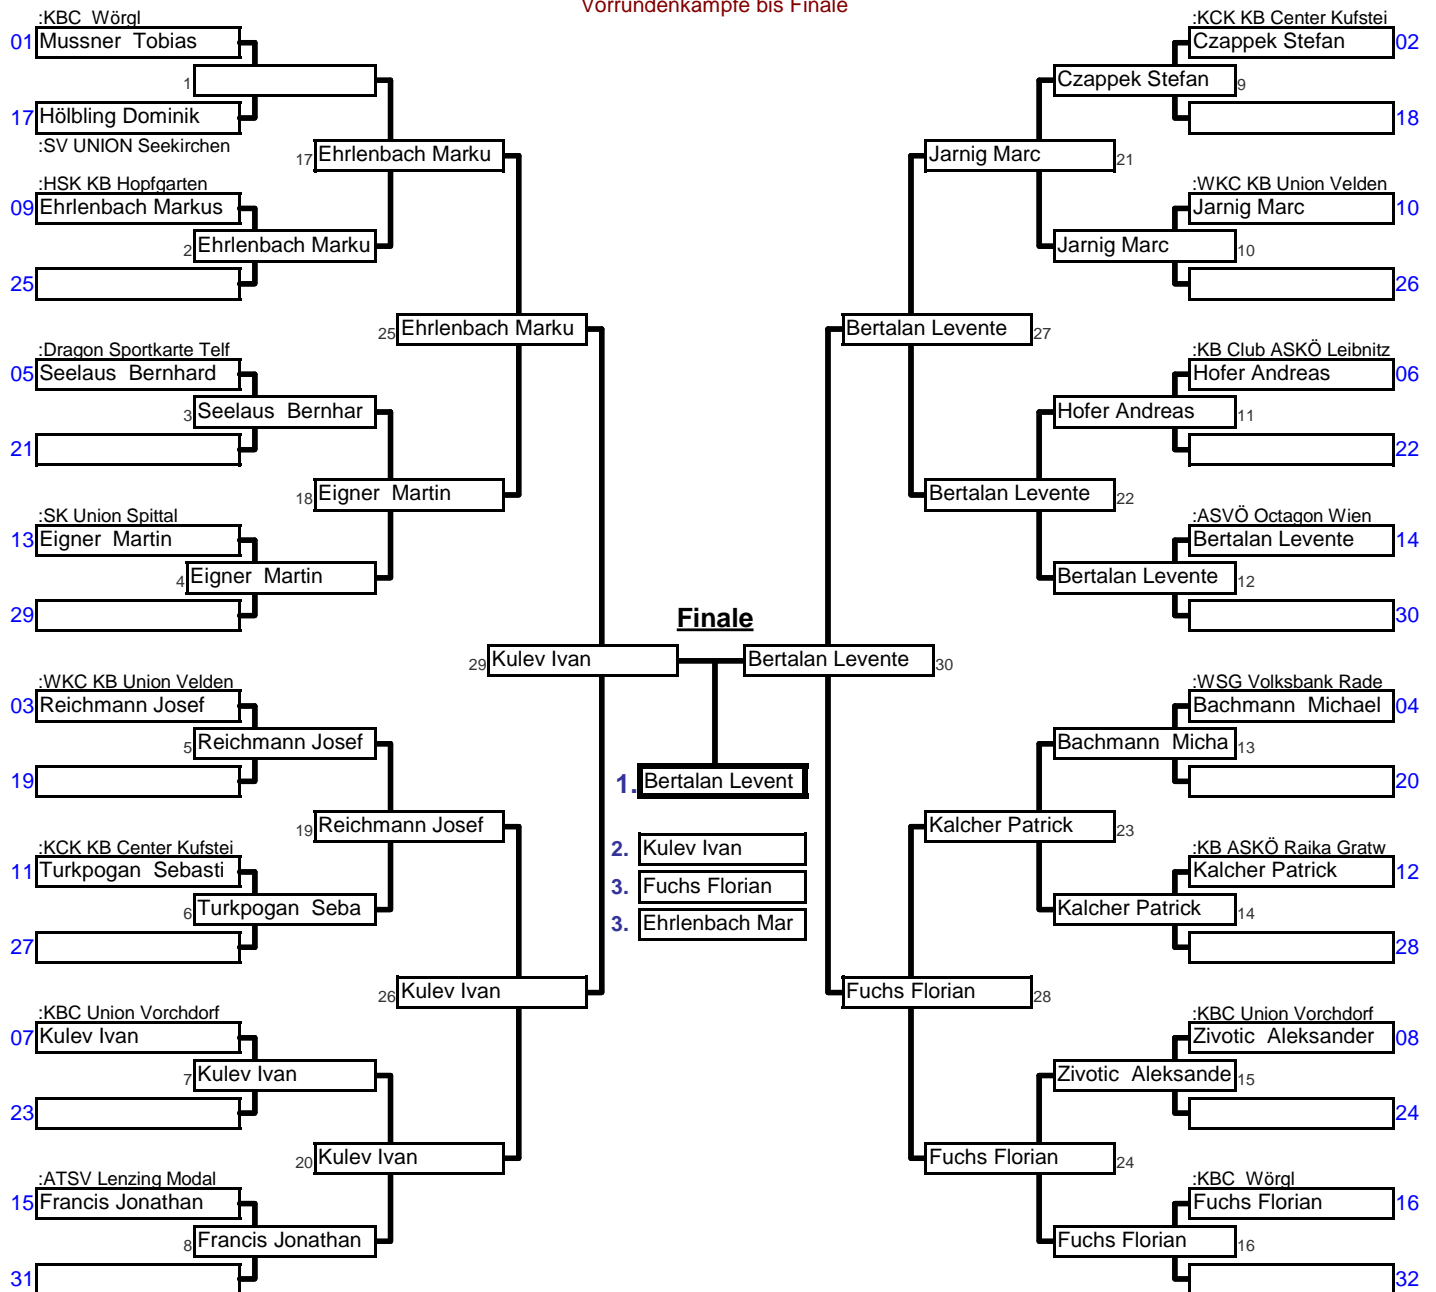 Vorrundenkämpfe bis Finale
:KBC Wörgl
01 Mussner Tobias
1
17 Hölbling Dominik
:SV UNION Seekirchen
17 Ehrlenbach Marku
:HSK KB Hopfgarten
09 Ehrlenbach Markus
2 Ehrlenbach Marku
25
25 Ehrlenbach Marku
:Dragon Sportkarte Telf
05 Seelaus Bernhard
3 Seelaus Bernhar
21
18 Eigner Martin
:SK Union Spittal
13 Eigner Martin
4 Eigner Martin
29
29 Kulev Ivan
:WKC KB Union Velden
03 Reichmann Josef
5 Reichmann Josef
19
19 Reichmann Josef
:KCK KB Center Kufstei
11 Turkpogan Sebasti
6 Turkpogan Seba
27
26 Kulev Ivan
:KBC Union Vorchdorf
07 Kulev Ivan
7 Kulev Ivan
23
20 Kulev Ivan
:ATSV Lenzing Modal
15 Francis Jonathan
8 Francis Jonathan
31
Finale
1. Bertalan Levent
2. Kulev Ivan
3. Fuchs Florian
3. Ehrlenbach Mar
:KCK KB Center Kufstei
Czappek Stefan 02
Czappek Stefan 9
18
Jarnig Marc 21
:WKC KB Union Velden
Jarnig Marc 10
Jarnig Marc 10
26
Bertalan Levente 27
:KB Club ASKÖ Leibnitz
Hofer Andreas 06
Hofer Andreas 11
22
Bertalan Levente 22
:ASVÖ Octagon Wien
Bertalan Levente 14
Bertalan Levente 12
30
Bertalan Levente 30
:WSG Volksbank Rade
Bachmann Michael 04
Bachmann Micha 13
20
Kalcher Patrick 23
:KB ASKÖ Raika Gratw
Kalcher Patrick 12
Kalcher Patrick 14
28
Fuchs Florian 28
:KBC Union Vorchdorf
Zivotic Aleksander 08
Zivotic Aleksande 15
24
Fuchs Florian 24
:KBC Wörgl
Fuchs Florian 16
Fuchs Florian 16
32